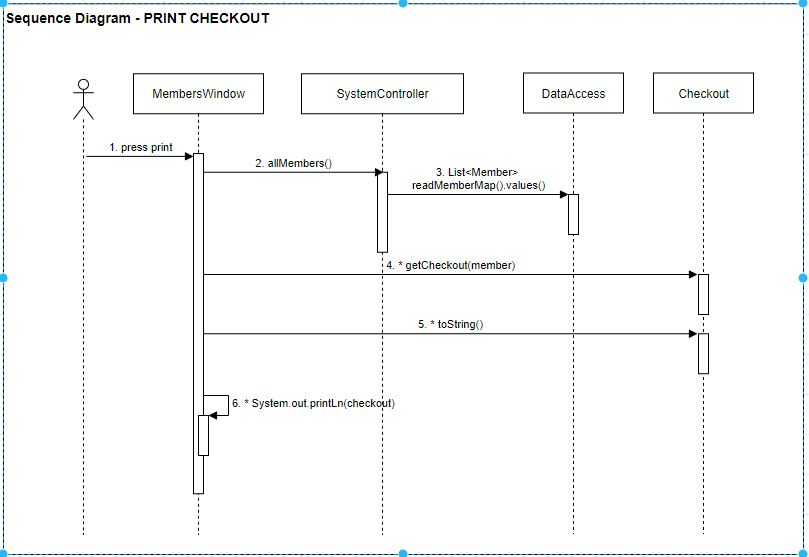 Sequence Diagram - PRINT CHECKOUT
MembersWindow
SystemController
DataAccess
Checkout
1. press print
2. allMembers()
3. List<Member>
readMemberMap().values()
4. * getCheckout(member)
5. * toString()
6. * System.out.printLn(checkout)